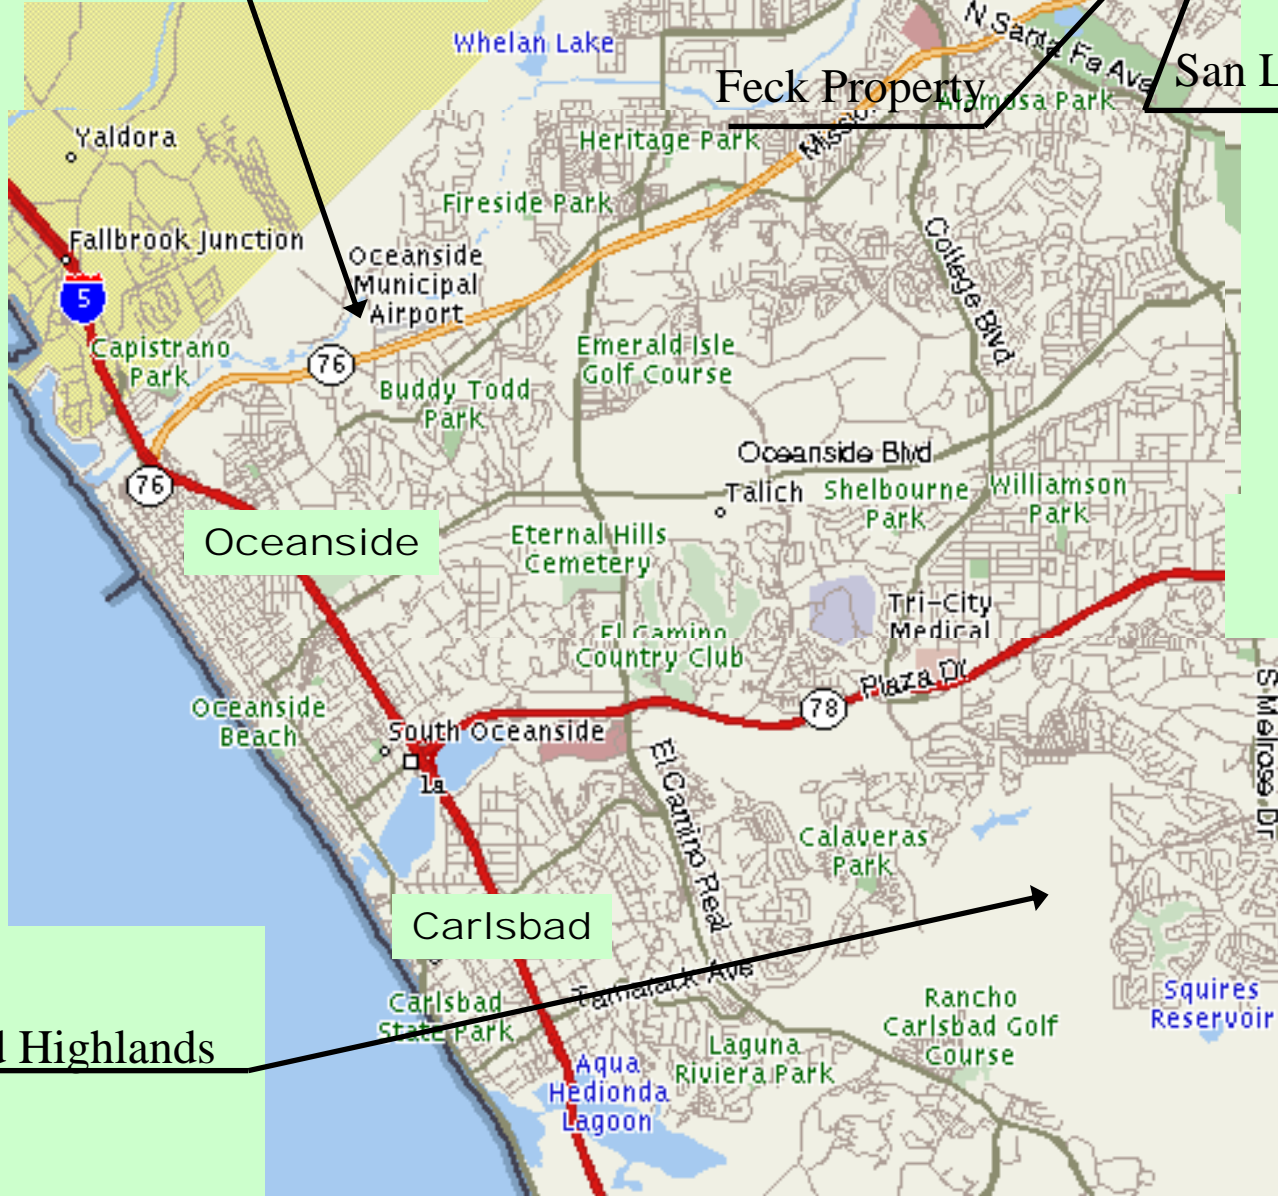 N Santa Fa Ave
Whelan Lake
San L
Feck Property
Alamosa Park
Yaldora
Heritage Park
Missio
Fireside Park
Fallbrook Junction
Oceanside
Municipal
Airport
College Blvd
5
Capistrano
Park
76
Emerald Isle
Golf Course
Buddy Todd
Park
Oceanside Blvd
76
Talich
Shelbourne
Park
Williamson
Park
Oceanside
Eternal Hills
Cemetery
Tri-City
Medical
El Camino
Country Club
Plaza Dr
S Melrose Dr
Oceanside
Beach
78
South Oceanside
1a
El Camino Real
Calaveras
Park
Carlsbad
Tamarack Ave
Carlsbad
State Park
Rancho
Carlsbad Golf
Course
Squires
Reservoir
d Highlands
Laguna
Riviera Park
Aqua
Hedionda
Lagoon